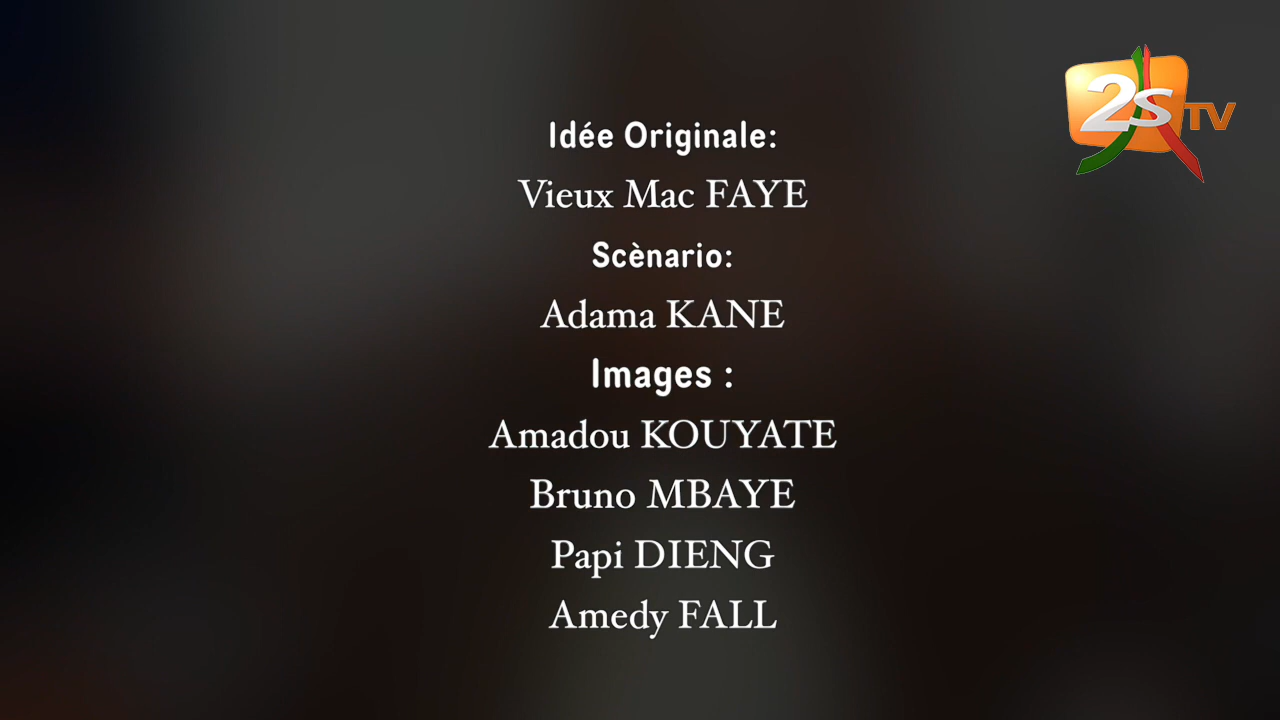 2s TV
Idée Originale:
Vieux Mac FAYE
Scènario:
Adama KANE
Images :
Amadou KOUYATE
Bruno MBAYE
Papi DIENG
Amedy FALL